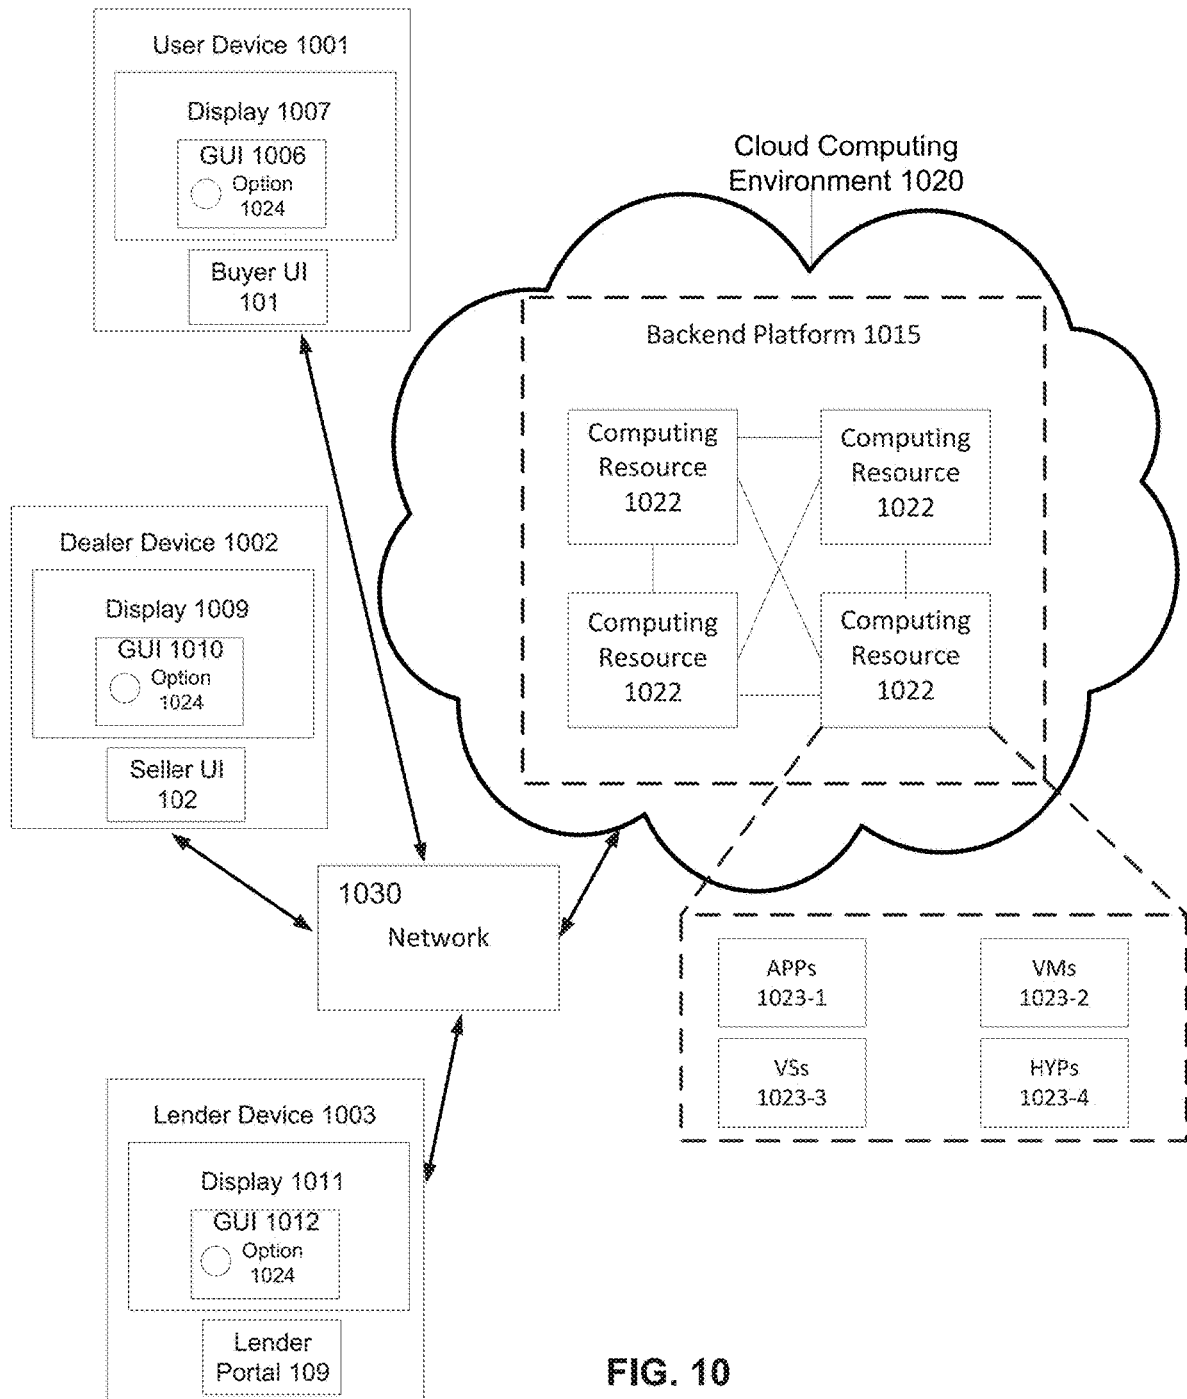 User Device 1001
Display 1007
GUI 1006
Option
1024
Buyer UI
101
Cloud Computing
Environment 1020
Backend Platform 1015
Computing
Resource
1022
Computing
Resource
1022
Computing
Resource
1022
Computing
Resource
1022
Dealer Device 1002
Display 1009
GUI 1010
Option
1024
Seller UI
102
1030
Network
APPs
1023-1
VMs
1023-2
VSs
1023-3
HYPs
1023-4
Lender Device 1003
Display 1011
GUI 1012
Option
1024
Lender
Portal 109
FIG. 10